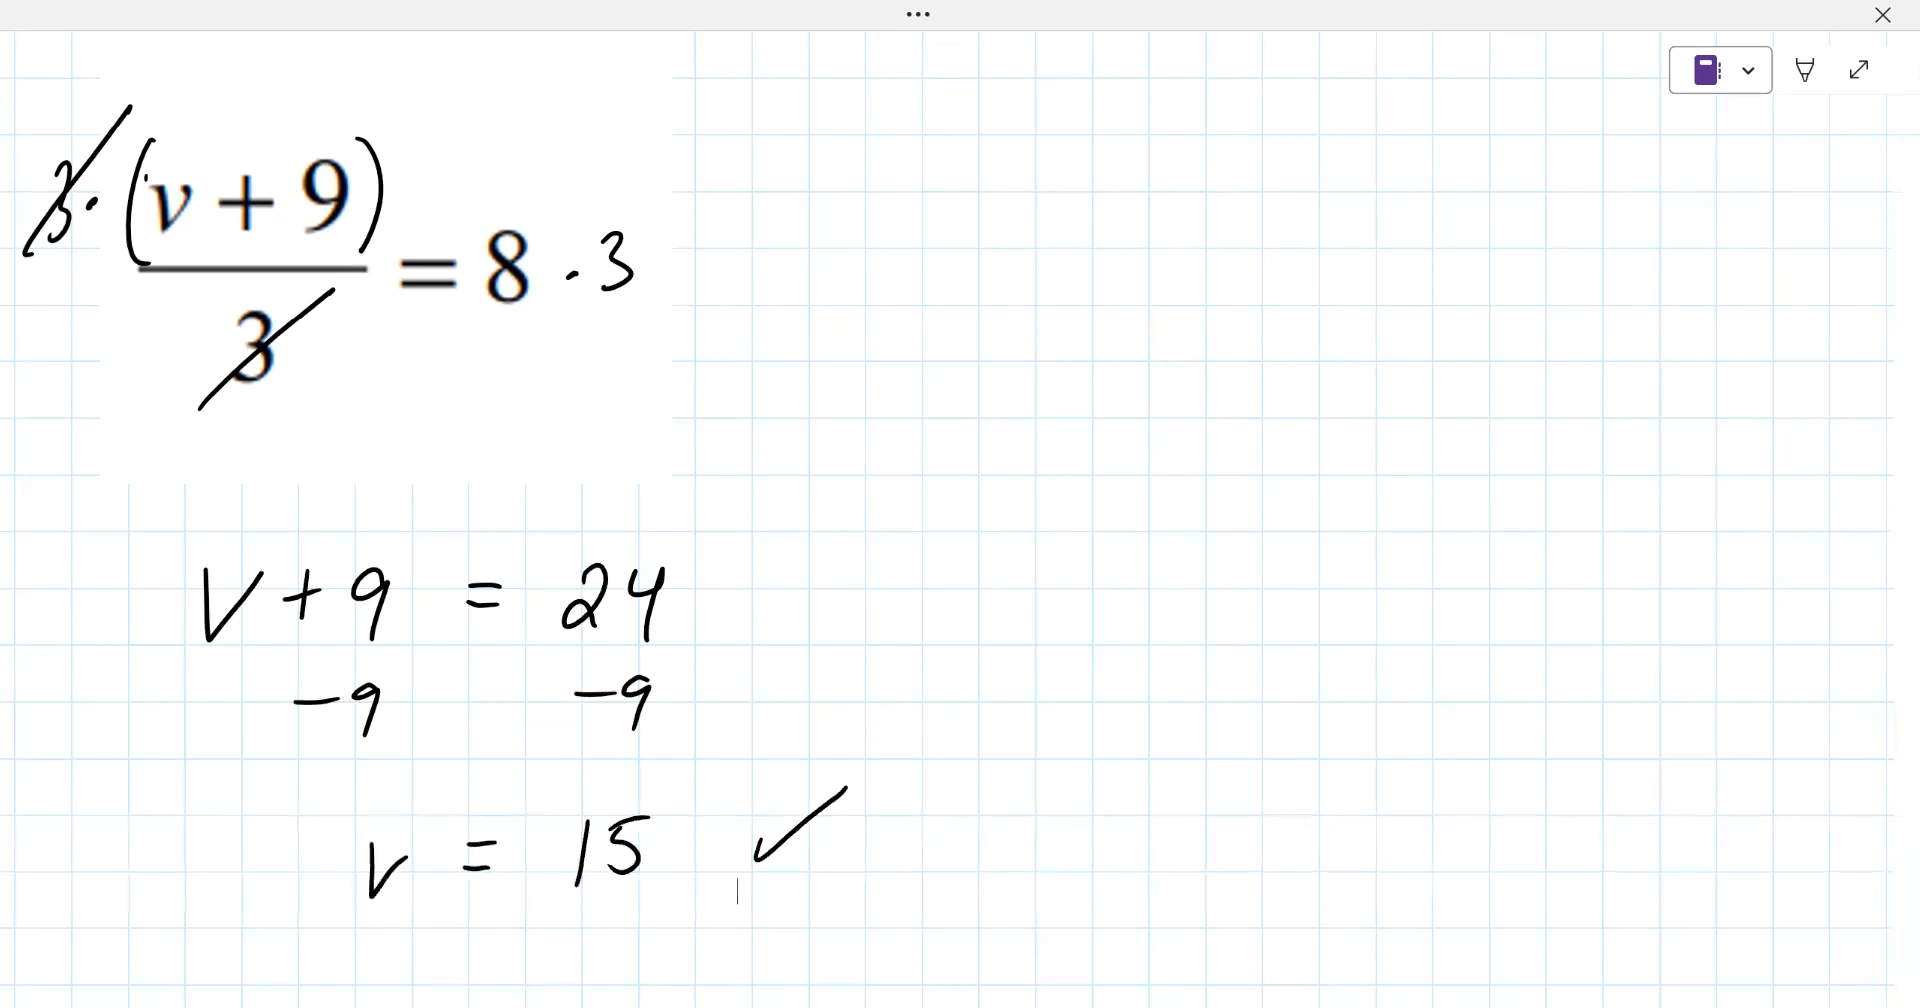 3 · (v + 9)
3
= 8 · 3
V + 9 = 24
-9 -9
V = 15 ✓